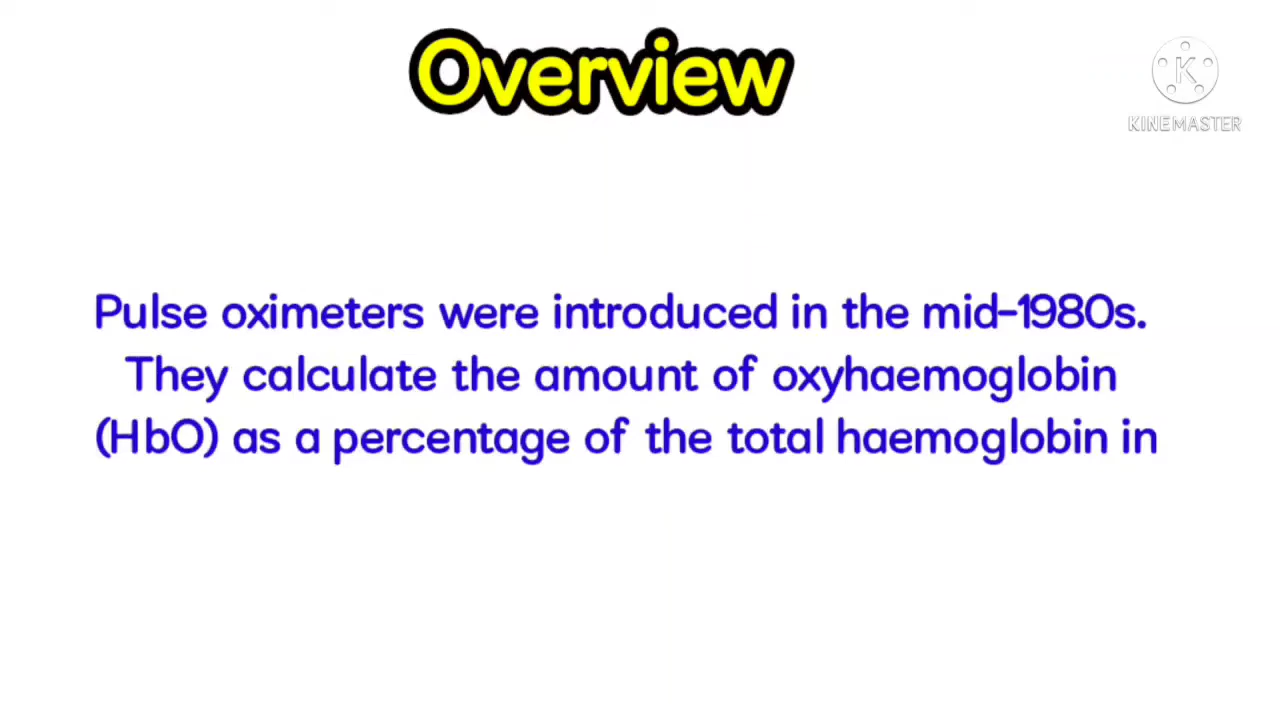 Overview
KINEMASTER
Pulse oximeters were introduced in the mid-1980s.
They calculate the amount of oxyhaemoglobin
(HbO) as a percentage of the total haemoglobin in